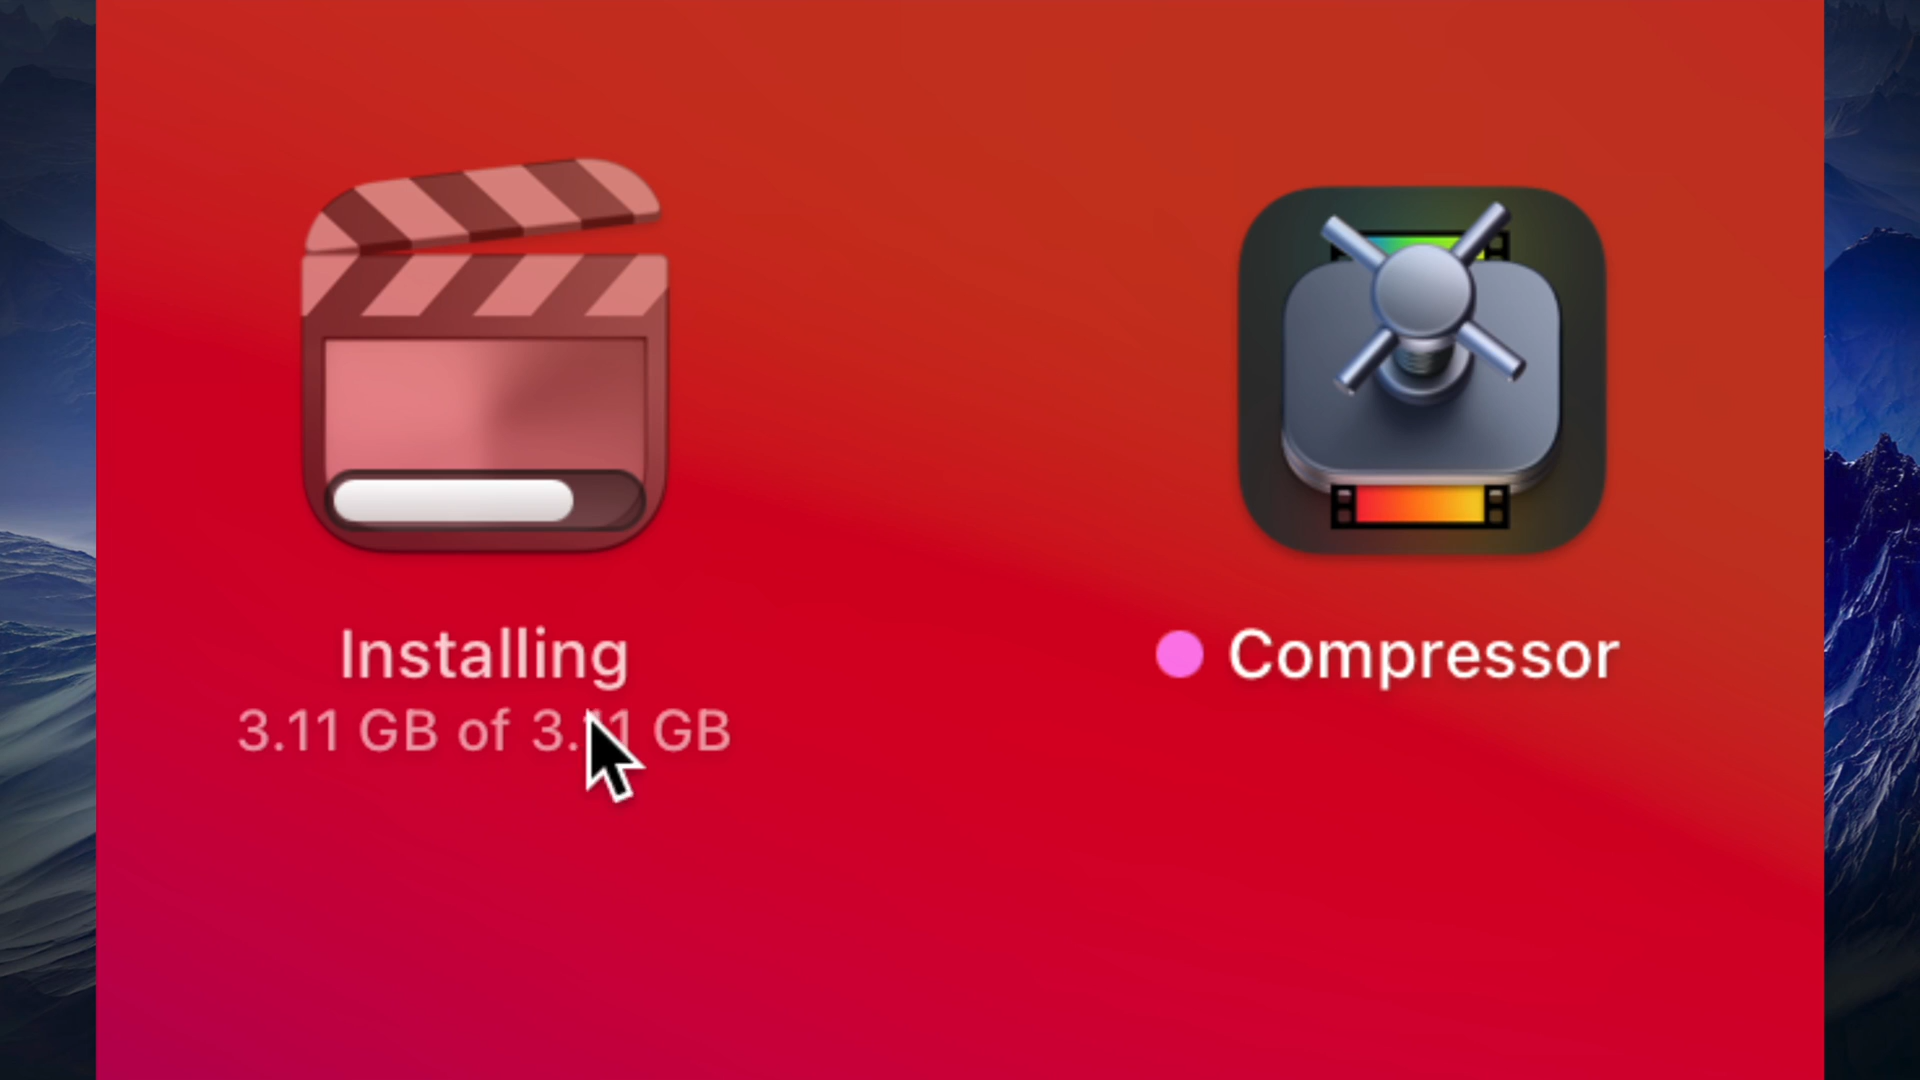 Installing
3.11 GB of 3.11 GB
Compressor